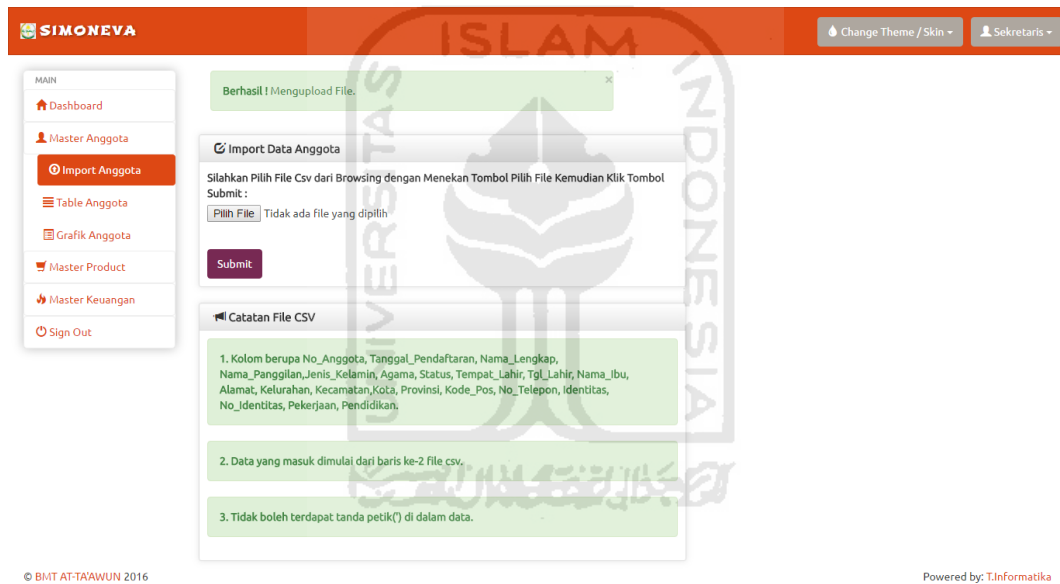 SIMONEVA
Change Theme / Skin
Sekretaris
MAIN
Dashboard
Master Anggota
Import Anggota
Table Anggota
Grafik Anggota
Master Product
Master Keuangan
Sign Out
Berhasil ! Mengupload File.
×
Import Data Anggota
Silahkan Pilih File Csv dari Browsing dengan Menekan Tombol Pilih File Kemudian Klik Tombol
Submit :
Pilih File Tidak ada file yang dipilih
Submit
Catatan File CSV
1. Kolom berupa No_Anggota, Tanggal_Pendaftaran, Nama_Lengkap,
Nama_Panggilan,Jenis_Kelamin, Agama, Status, Tempat_Lahir, Tgl_Lahir, Nama_Ibu,
Alamat, Kelurahan, Kecamatan,Kota, Provinsi, Kode_Pos, No_Telepon, Identitas,
No_Identitas, Pekerjaan, Pendidikan.
2. Data yang masuk dimulai dari baris ke-2 file csv.
3. Tidak boleh terdapat tanda petik(') di dalam data.
UNIVERSITAS
ISLAM
INDONESIA
© BMT AT-TA'AWUN 2016
Powered by: T.Informatika